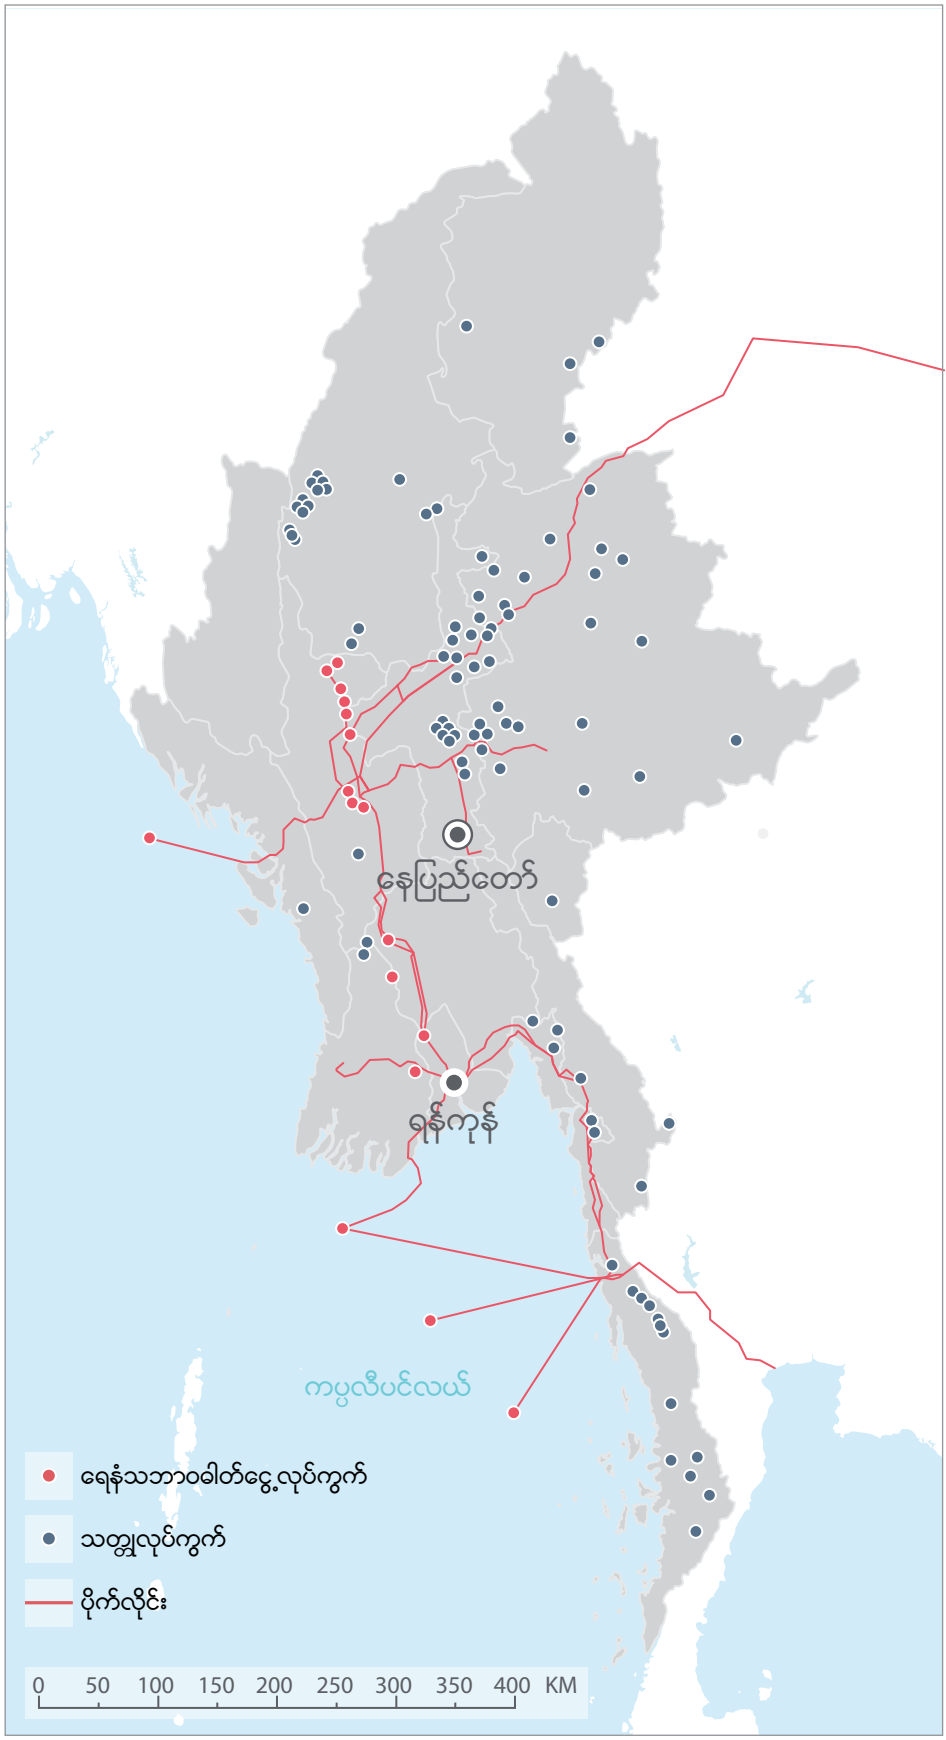 နေပြည်တော်
ရန်ကုန်
ကပ္ပလီပင်လယ်
ရေနံသဘာဝဓါတ်ငွေ့လုပ်ကွက်
သတ္တုလုပ်ကွက်
ပိုက်လိုင်း
0 50 100 150 200 250 300 350 400 KM